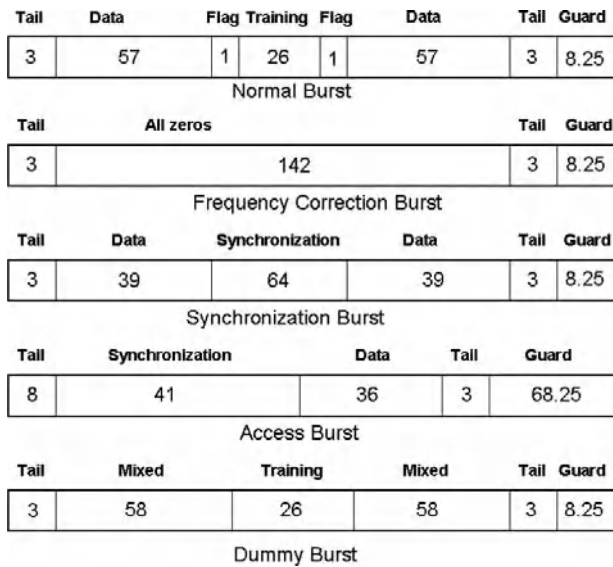 Tail Data Flag Training Flag Data Tail Guard
3 57 1 26 1 57 3 8.25
Normal Burst
Tail All zeros Tail Guard
3 142 3 8.25
Frequency Correction Burst
Tail Data Synchronization Data Tail Guard
3 39 64 39 3 8.25
Synchronization Burst
Tail Synchronization Data Tail Guard
8 41 36 3 68.25
Access Burst
Tail Mixed Training Mixed Tail Guard
3 58 26 58 3 8.25
Dummy Burst